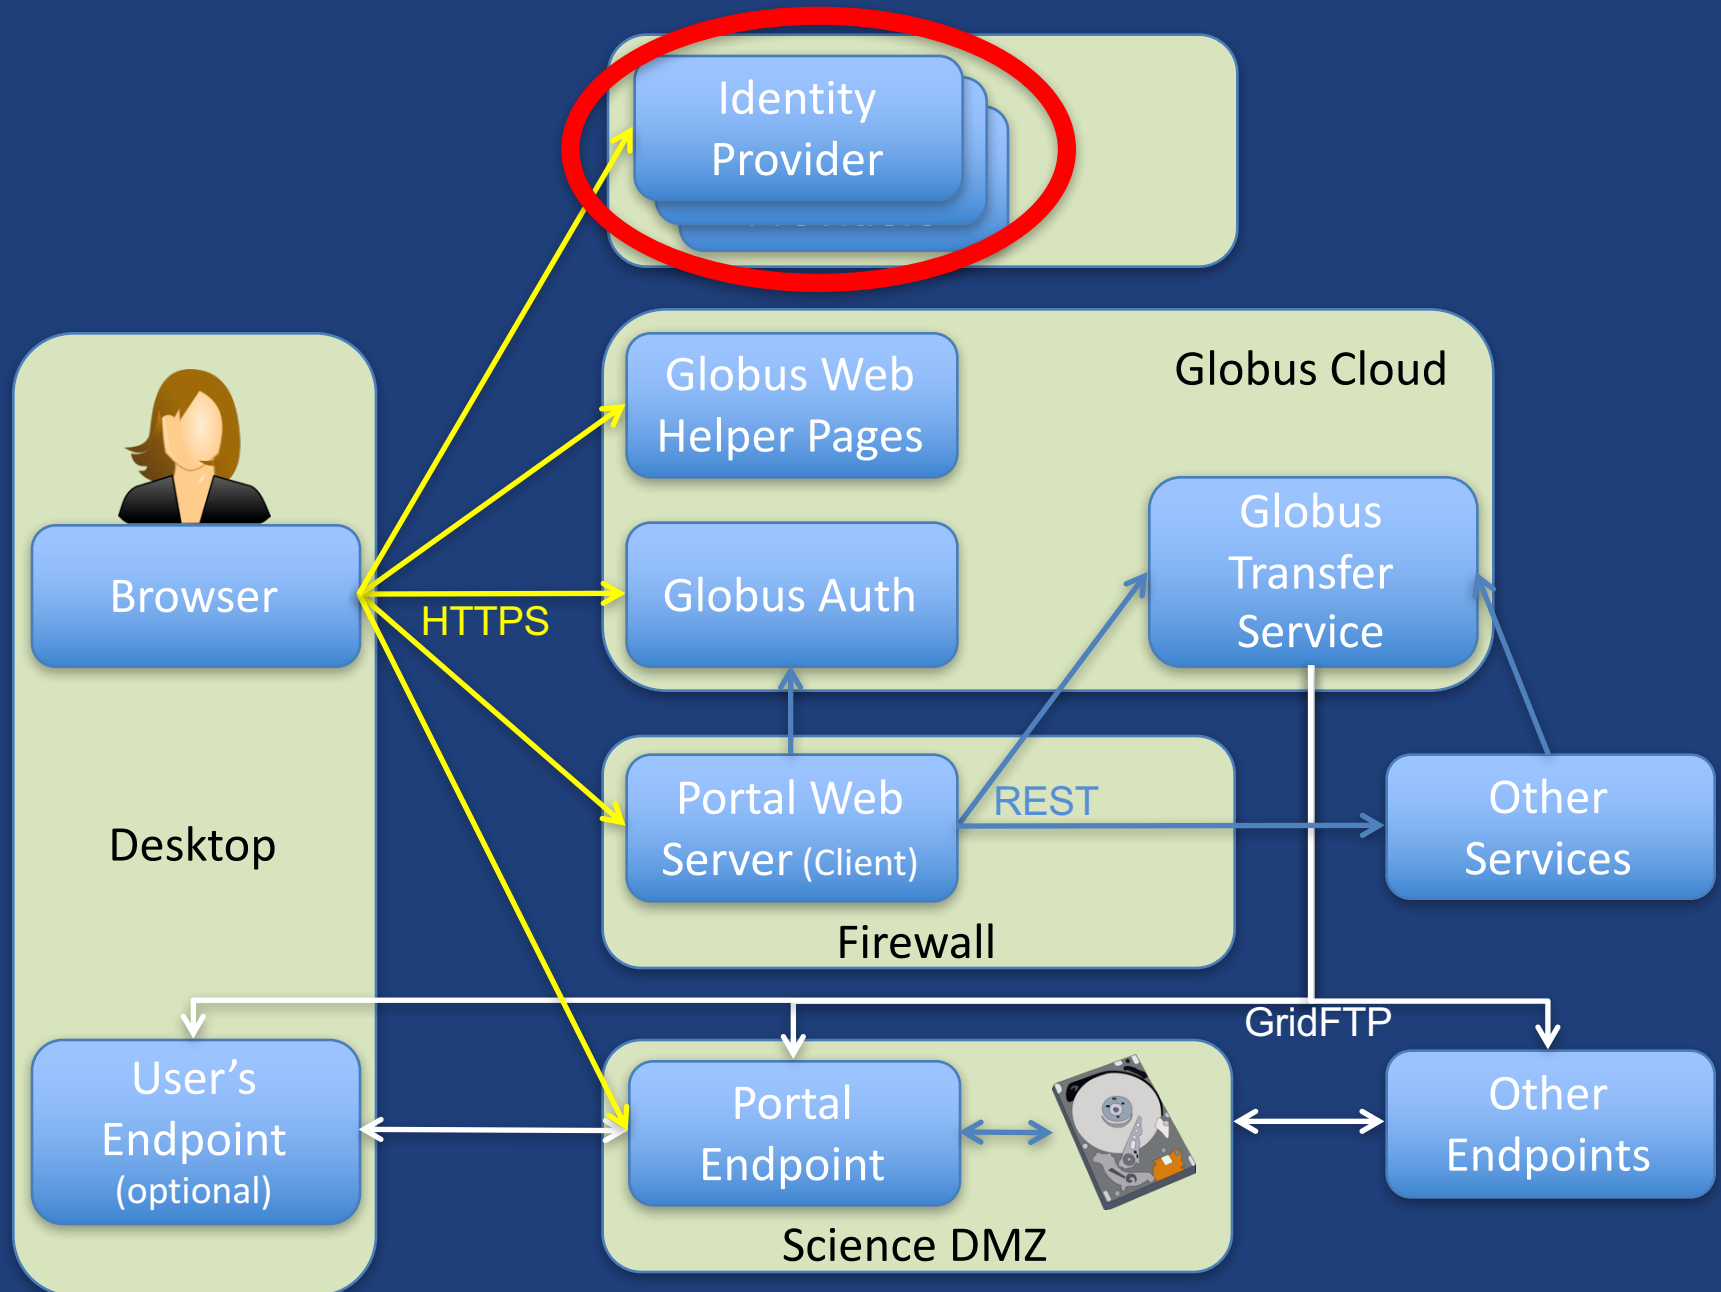 Identity
Provider
Globus Web
Helper Pages
Globus Cloud
Globus
Transfer
Service
Browser
HTTPS
Globus Auth
Desktop
Portal Web
Server (Client)
REST
Other
Services
Firewall
GridFTP
User's
Endpoint
(optional)
Portal
Endpoint
Other
Endpoints
Science DMZ